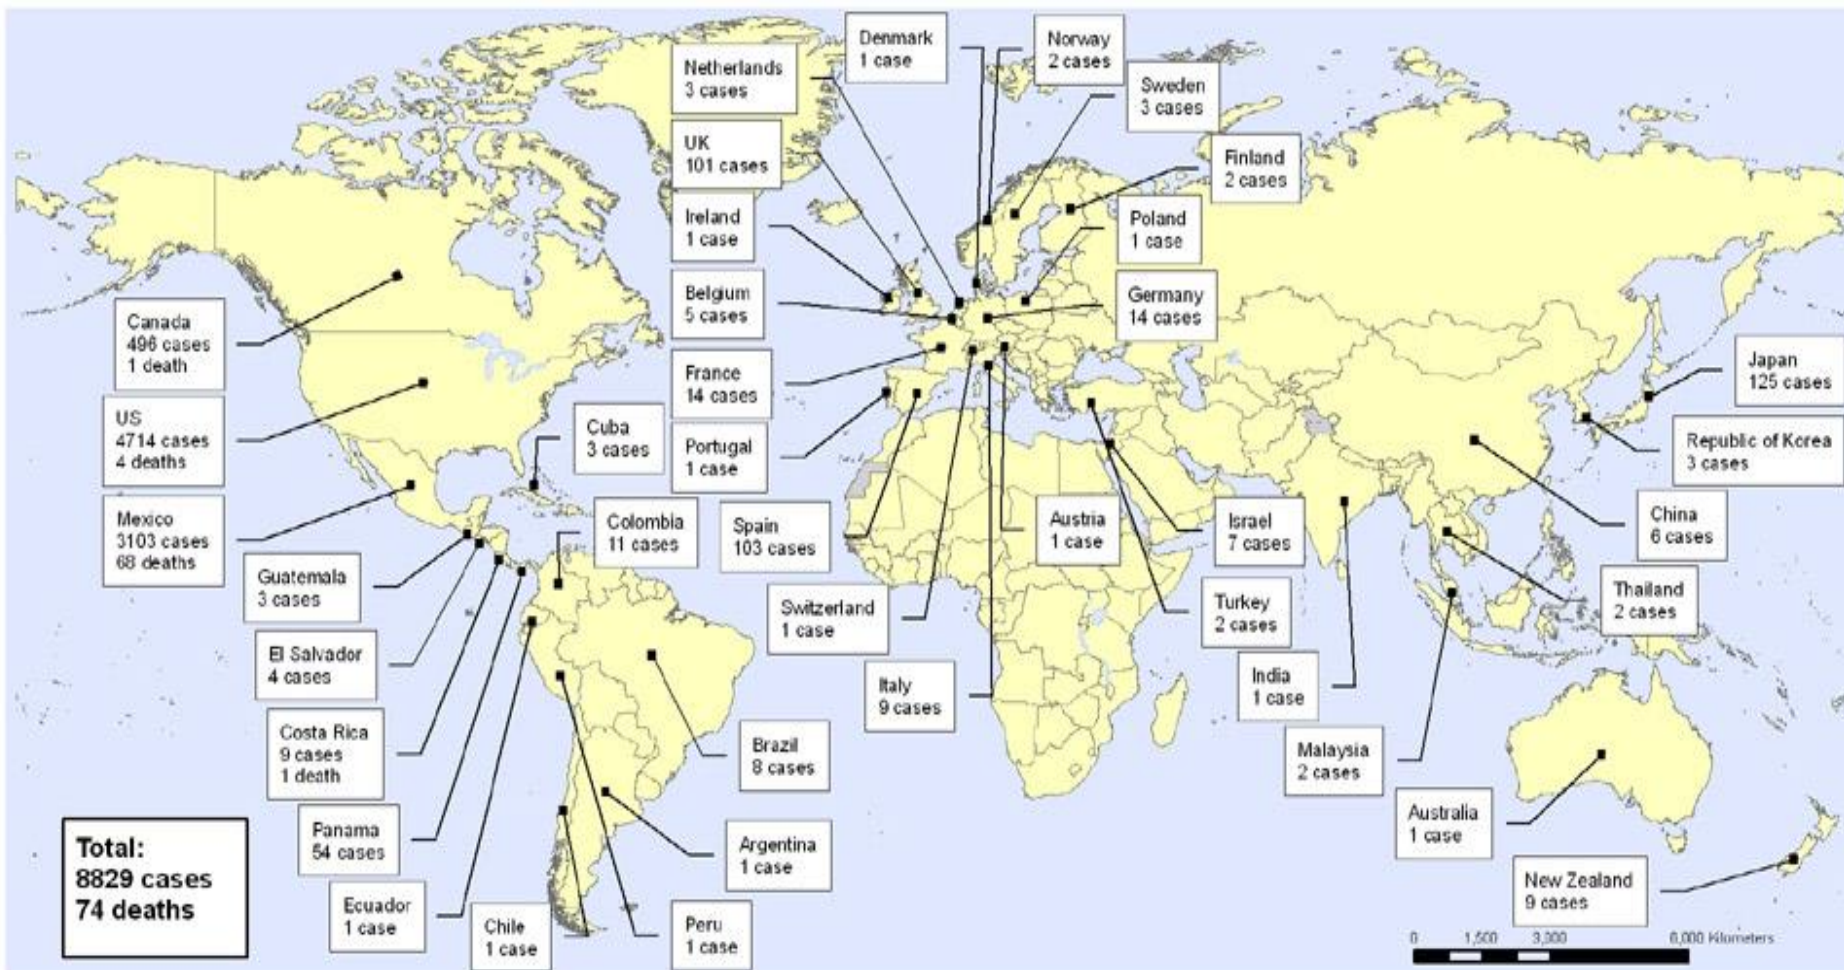 Denmark
1 case
Norway
2 cases
Netherlands
3 cases
Sweden
3 cases
UK
101 cases
Finland
2 cases
Ireland
1 case
Poland
1 case
Belgium
5 cases
Germany
14 cases
Canada
496 cases
1 death
France
14 cases
Japan
125 cases
US
4714 cases
4 deaths
Cuba
3 cases
Portugal
1 case
Republic of Korea
3 cases
Mexico
3103 cases
68 deaths
Colombia
11 cases
Spain
103 cases
Austria
1 case
Israel
7 cases
China
6 cases
Guatemala
3 cases
Switzerland
1 case
Turkey
2 cases
Thailand
2 cases
El Salvador
4 cases
Italy
9 cases
India
1 case
Costa Rica
9 cases
1 death
Brazil
8 cases
Malaysia
2 cases
Australia
1 case
Panama
54 cases
Argentina
1 case
Total:
8829 cases
74 deaths
Ecuador
1 case
Chile
1 case
Peru
1 case
New Zealand
9 cases
0 1,500 3,000 6,000 Kilometers